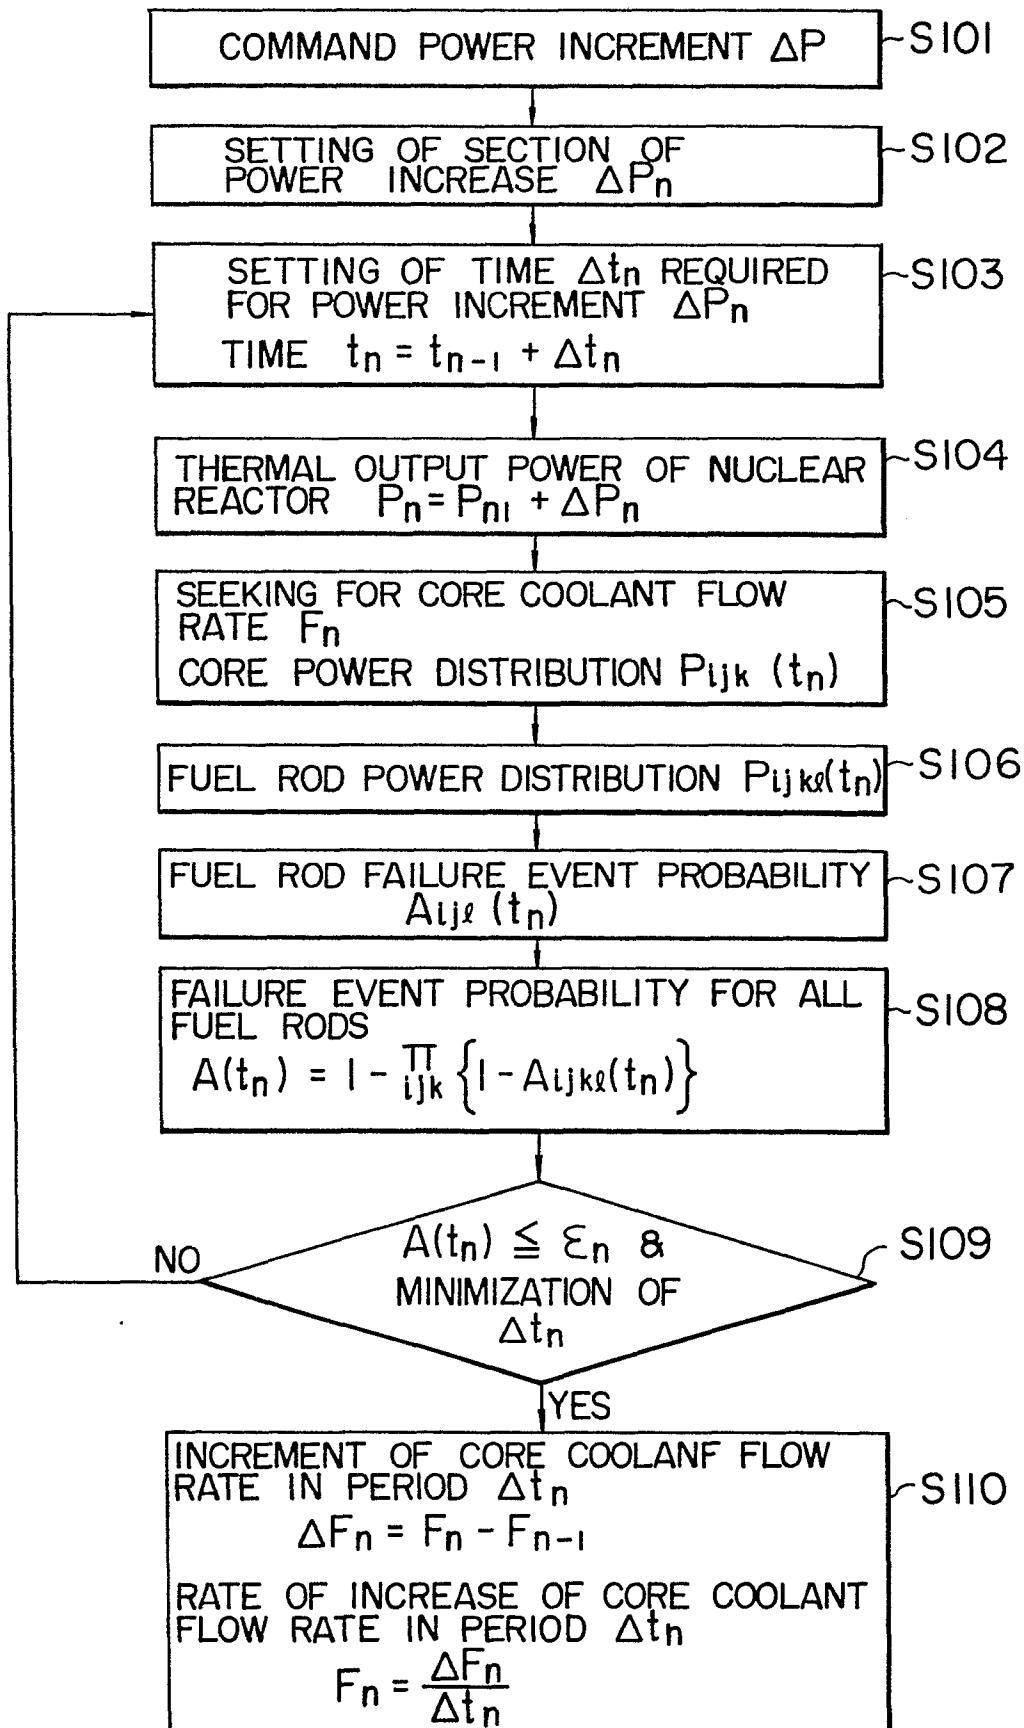 COMMAND POWER INCREMENT ΔP
S101
SETTING OF SECTION OF
POWER INCREASE ΔPn
S102
SETTING OF TIME Δtn REQUIRED
FOR POWER INCREMENT ΔPn
TIME tn = tn-1 + Δtn
S103
THERMAL OUTPUT POWER OF NUCLEAR
REACTOR Pn = Pn1 + ΔPn
S104
SEEKING FOR CORE COOLANT FLOW
RATE Fn
CORE POWER DISTRIBUTION Pijk (tn)
S105
FUEL ROD POWER DISTRIBUTION Pijkℓ(tn)
S106
FUEL ROD FAILURE EVENT PROBABILITY
Aijℓ (tn)
S107
FAILURE EVENT PROBABILITY FOR ALL
FUEL RODS
A(tn) = 1 - Π ijk {1 - Aijkℓ(tn)}
S108
A(tn) ≦ εn &
MINIMIZATION OF
Δtn
S109
NO
YES
INCREMENT OF CORE COOLANF FLOW
RATE IN PERIOD Δtn
ΔFn = Fn - Fn-1
RATE OF INCREASE OF CORE COOLANT
FLOW RATE IN PERIOD Δtn
Fn = ΔFn / Δtn
S110